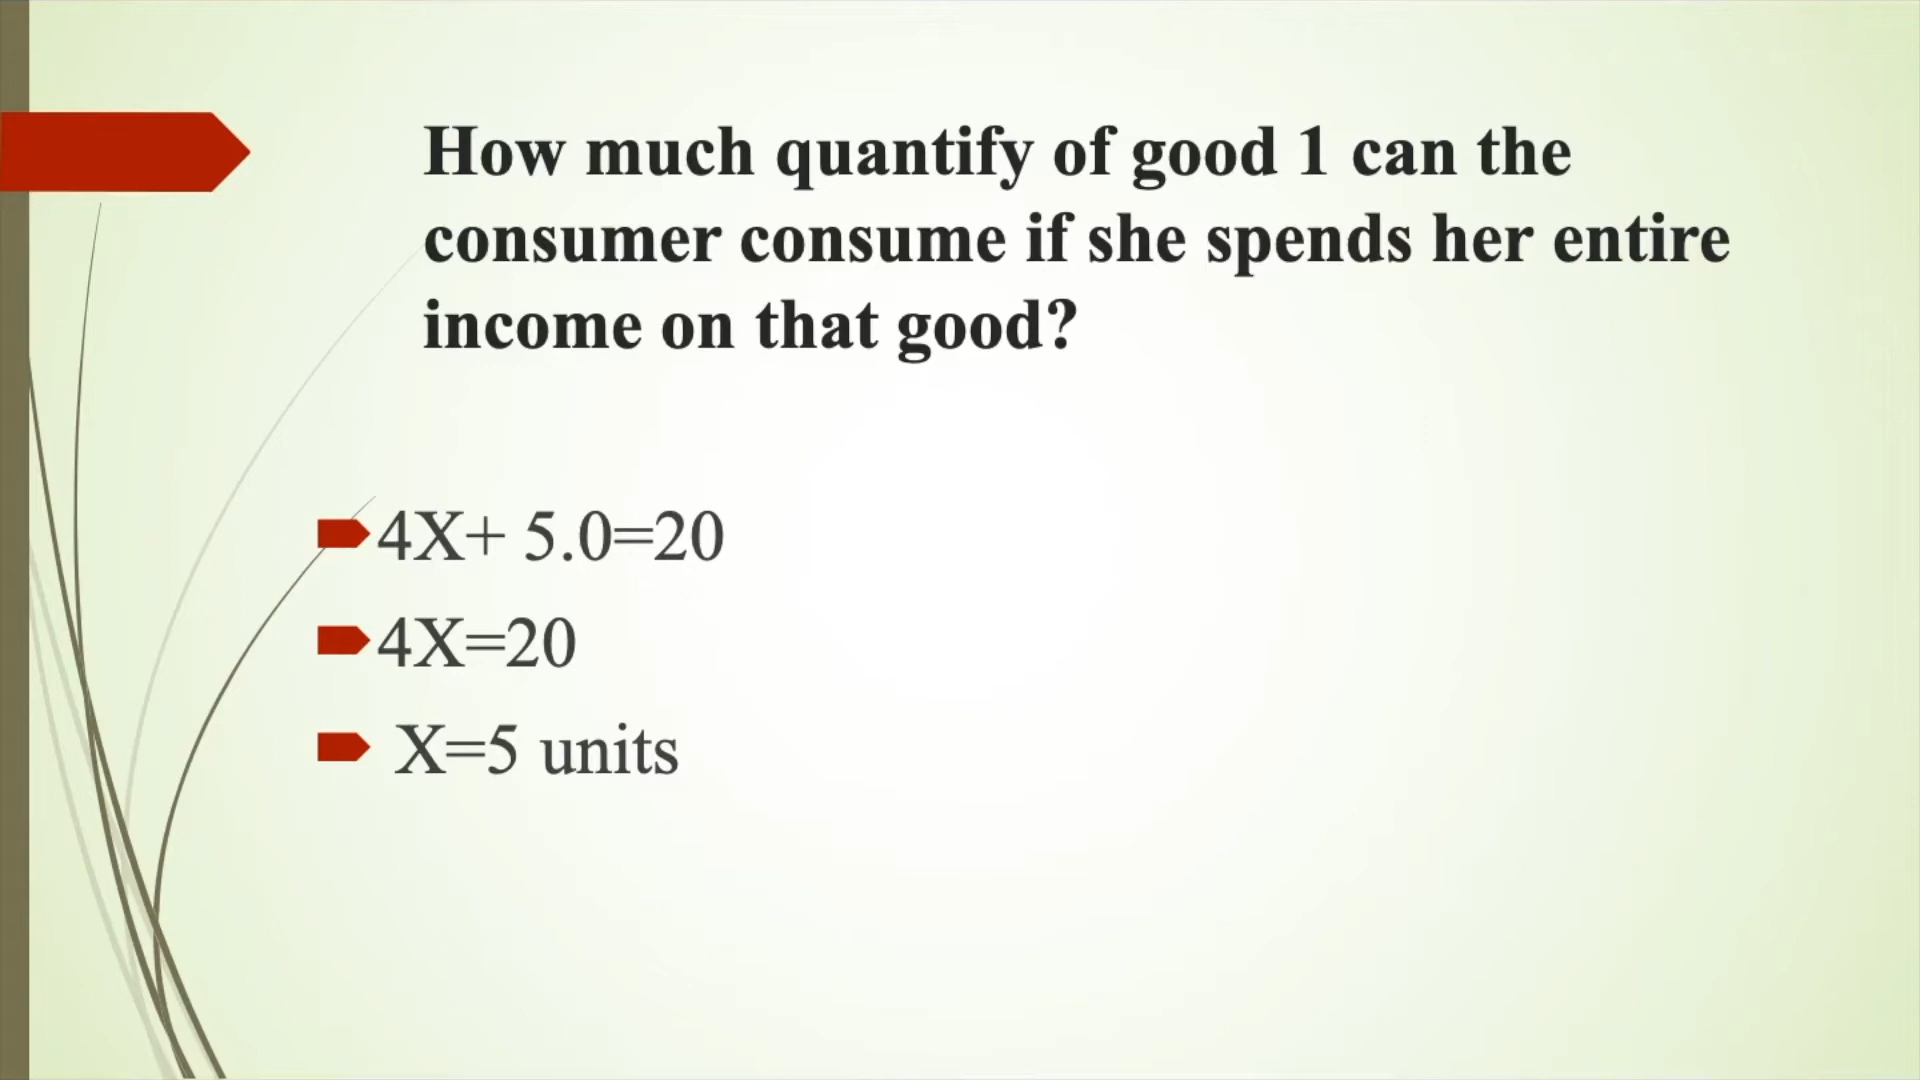 How much quantify of good 1 can the
consumer consume if she spends her entire
income on that good?
4X+ 5.0=20
4X=20
X=5 units